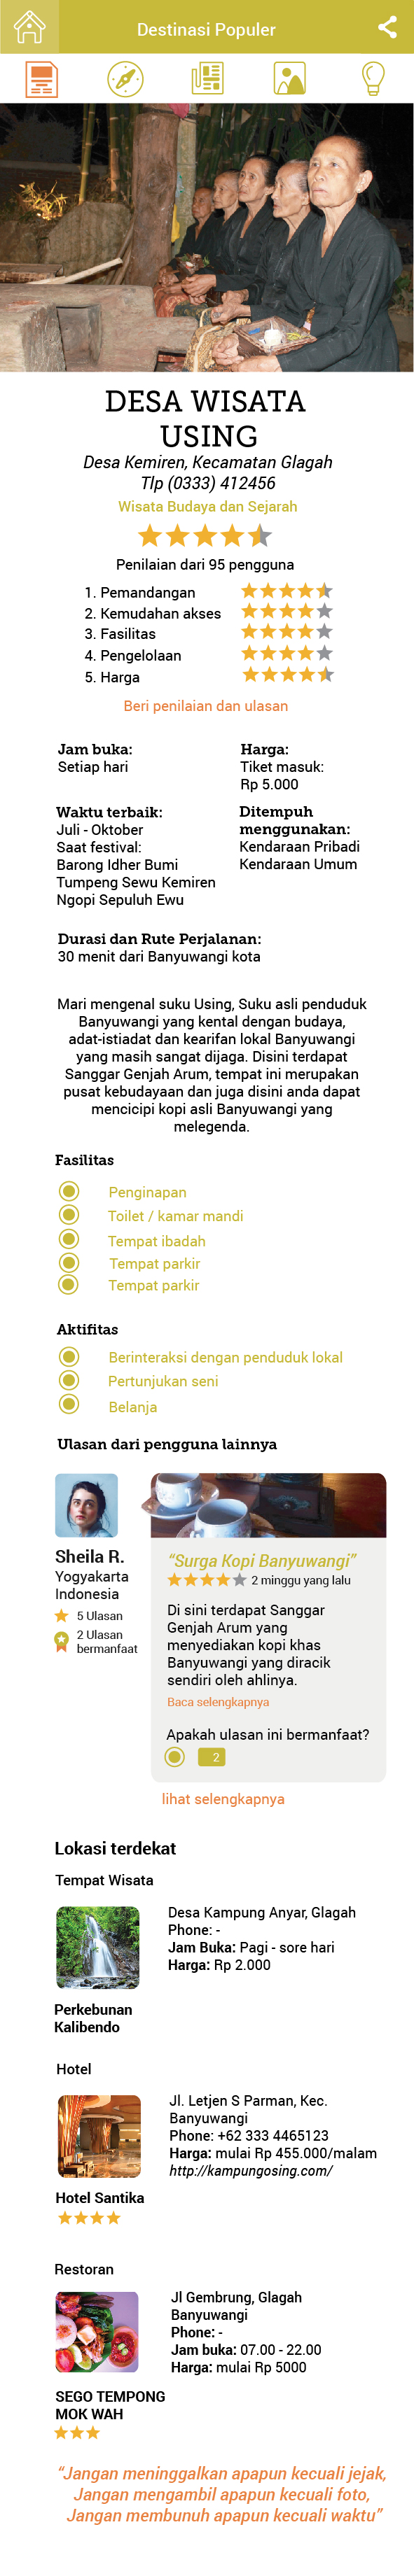 Destinasi Populer
DESA WISATA
USING
Desa Kemiren, Kecamatan Glagah
Tlp (0333) 412456
Wisata Budaya dan Sejarah
Penilaian dari 95 pengguna
1. Pemandangan
2. Kemudahan akses
3. Fasilitas
4. Pengelolaan
5. Harga
Beri penilaian dan ulasan
Jam buka:
Setiap hari
Harga:
Tiket masuk:
Rp 5.000
Waktu terbaik:
Juli - Oktober
Saat festival:
Barong Idher Bumi
Tumpeng Sewu Kemiren
Ngopi Sepuluh Ewu
Ditempuh
menggunakan:
Kendaraan Pribadi
Kendaraan Umum
Durasi dan Rute Perjalanan:
30 menit dari Banyuwangi kota
Mari mengenal suku Using, Suku asli penduduk
Banyuwangi yang kental dengan budaya,
adat-istiadat dan kearifan lokal Banyuwangi
yang masih sangat dijaga. Disini terdapat
Sanggar Genjah Arum, tempat ini merupakan
pusat kebudayaan dan juga disini anda dapat
mencicipi kopi asli Banyuwangi yang
melegenda.
Fasilitas
Penginapan
Toilet / kamar mandi
Tempat ibadah
Tempat parkir
Tempat parkir
Aktifitas
Berinteraksi dengan penduduk lokal
Pertunjukan seni
Belanja
Ulasan dari pengguna lainnya
Sheila R.
Yogyakarta
Indonesia
5 Ulasan
2 Ulasan
bermanfaat
“Surga Kopi Banyuwangi”
2 minggu yang lalu
Di sini terdapat Sanggar
Genjah Arum yang
menyediakan kopi khas
Banyuwangi yang diracik
sendiri oleh ahlinya.
Baca selengkapnya
Apakah ulasan ini bermanfaat?
2
lihat selengkapnya
Lokasi terdekat
Tempat Wisata
Desa Kampung Anyar, Glagah
Phone: -
Jam Buka: Pagi - sore hari
Harga: Rp 2.000
Perkebunan
Kalibendo
Hotel
Jl. Letjen S Parman, Kec.
Banyuwangi
Phone: +62 333 4465123
Harga: mulai Rp 455.000/malam
http://kampungosing.com/
Hotel Santika
Restoran
Jl Gembrung, Glagah
Banyuwangi
Phone: -
Jam buka: 07.00 - 22.00
Harga: mulai Rp 5000
SEGO TEMPONG
MOK WAH
“Jangan meninggalkan apapun kecuali jejak,
Jangan mengambil apapun kecuali foto,
Jangan membunuh apapun kecuali waktu”